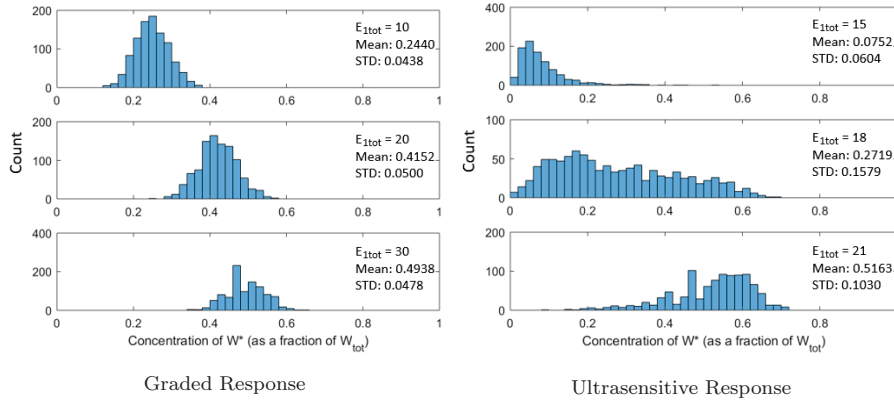 200
100
0
0
0.2
0.4
0.6
0.8
1
E1tot = 10
Mean: 0.2440
STD: 0.0438
200
100
0
0
0.2
0.4
0.6
0.8
1
E1tot = 20
Mean: 0.4152
STD: 0.0500
400
200
0
0
0.2
0.4
0.6
0.8
1
E1tot = 30
Mean: 0.4938
STD: 0.0478
Count
Concentration of W* (as a fraction of Wtot)
Graded Response
400
200
0
0
0.2
0.4
0.6
0.8
E1tot = 15
Mean: 0.0752
STD: 0.0604
100
50
0
0
0.2
0.4
0.6
0.8
E1tot = 18
Mean: 0.2719
STD: 0.1579
200
100
0
0
0.2
0.4
0.6
0.8
E1tot = 21
Mean: 0.5163
STD: 0.1030
Count
Concentration of W* (as a fraction of Wtot)
Ultrasensitive Response